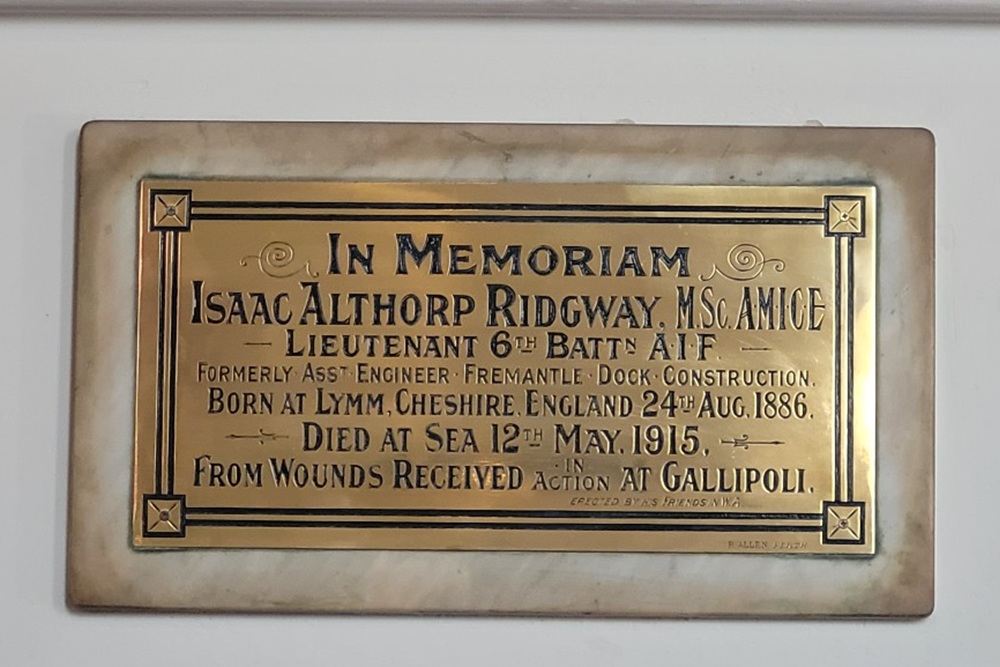 IN MEMORIAM
ISAAC ALTHORP RIDGWAY, M.Sc. AMICE
— LIEUTENANT 6TH BATTN A·I·F. —
FORMERLY · ASST · ENGINEER · FREMANTLE · DOCK · CONSTRUCTION.
BORN AT LYMM, CHESHIRE, ENGLAND 24TH AUG. 1886.
DIED AT SEA 12TH MAY. 1915.
FROM WOUNDS RECEIVED IN ACTION AT GALLIPOLI.
ERECTED BY HIS FRIENDS IN W.A.
P. ALLEN PERTH